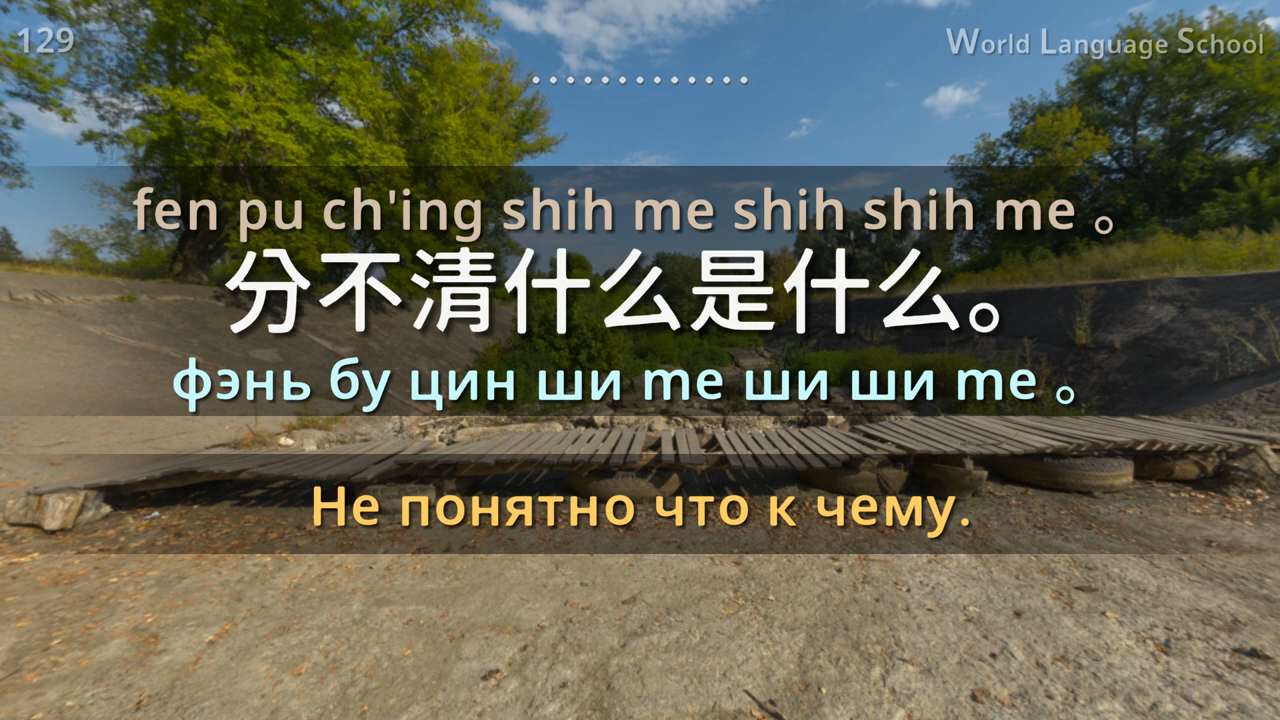 129
World Language School
fen pu ch'ing shih me shih shih me 。
分不清什么是什么。
фэнь бу цин ши me ши ши me 。
Не понятно что к чему.